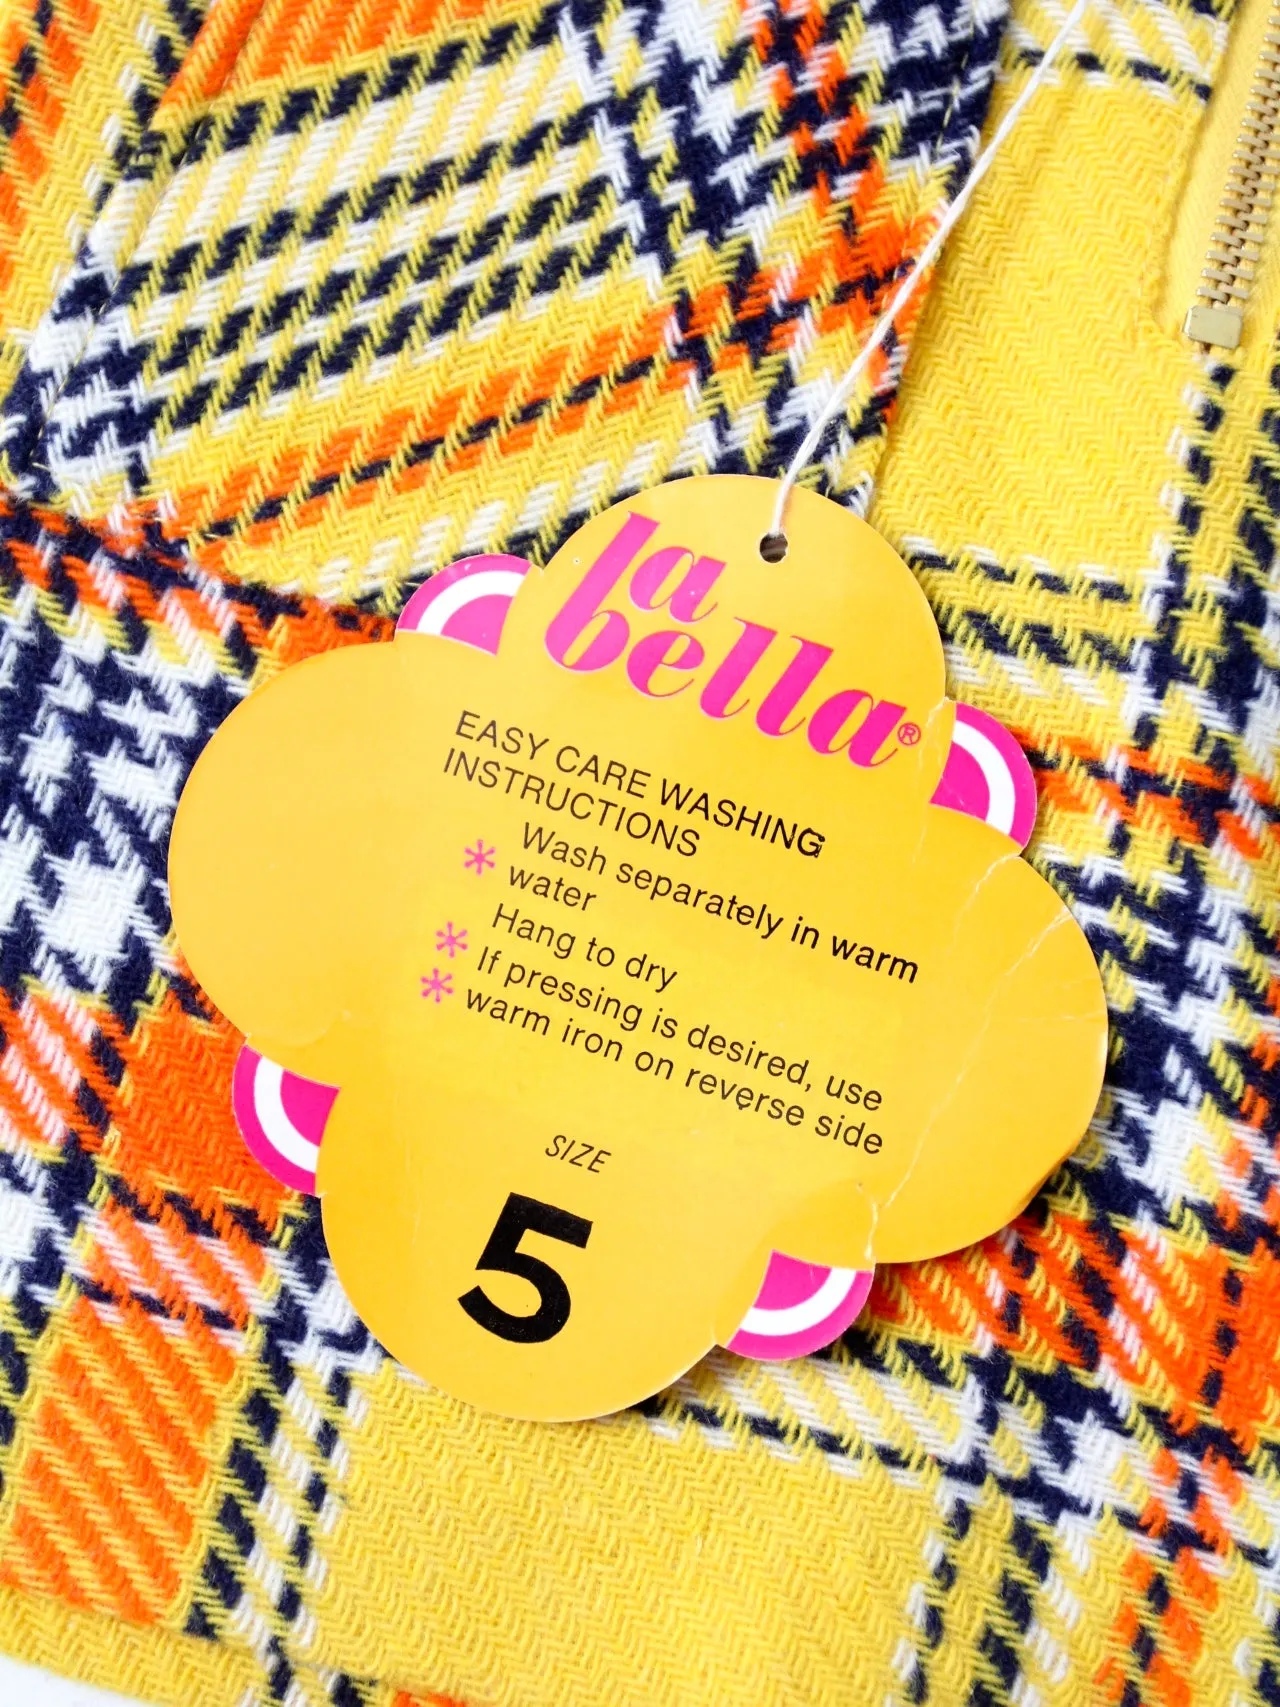 la
bella®
EASY CARE WASHING
INSTRUCTIONS
* Wash separately in warm
water
* Hang to dry
* If pressing is desired, use
warm iron on reverse side
SIZE
5